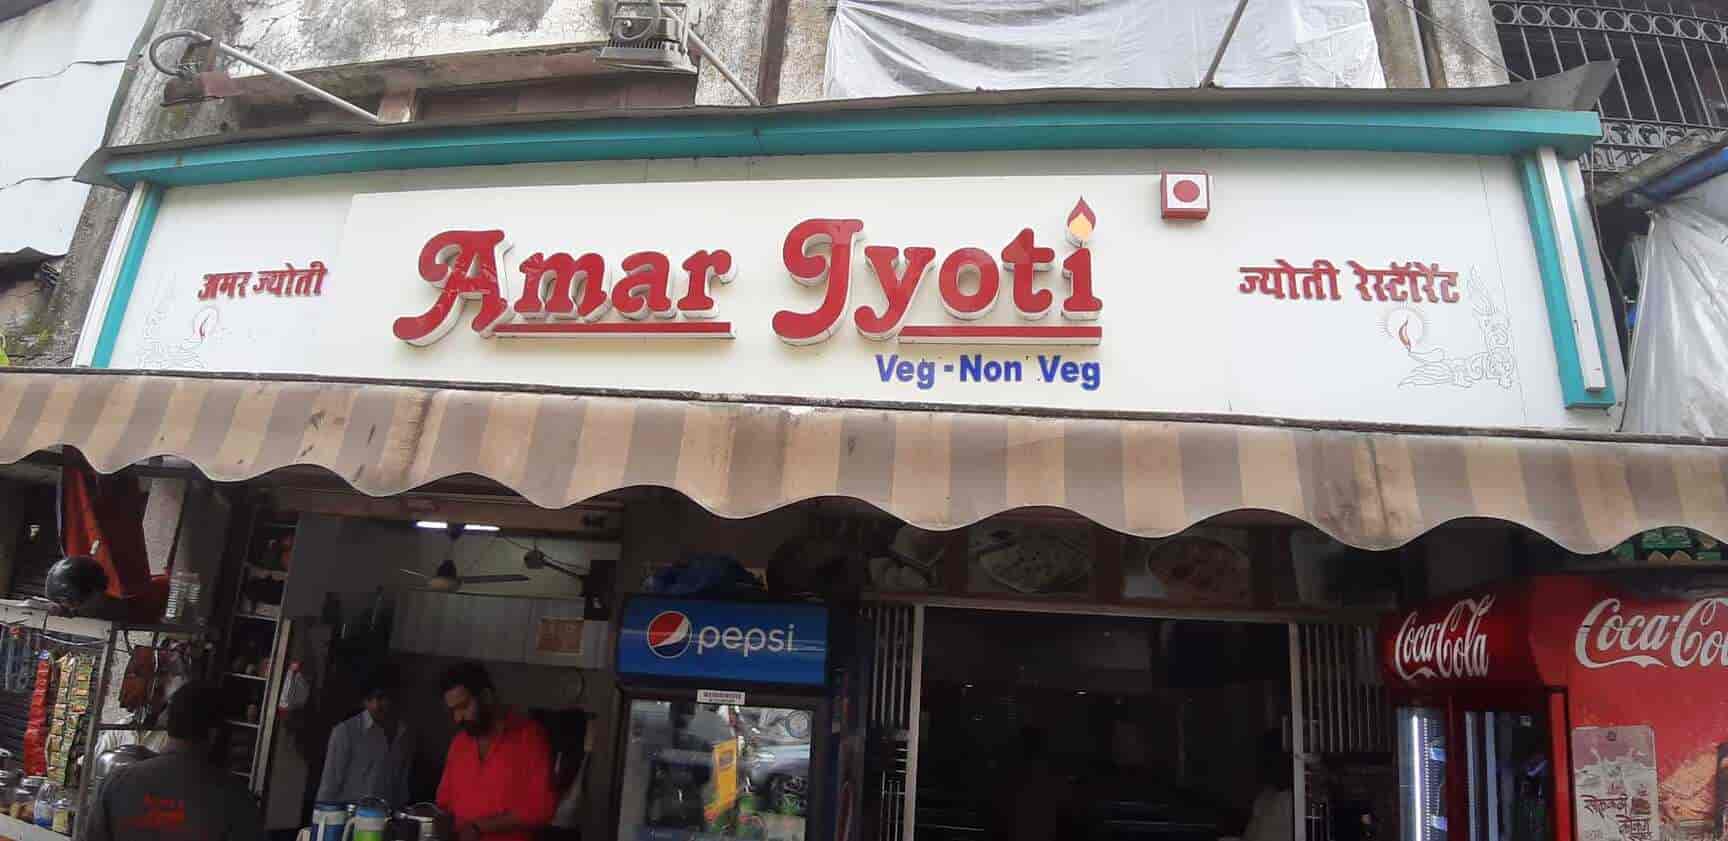 अमर ज्योती
Amar Jyoti
Veg - Non Veg
ज्योती रेस्टॉरेंट
pepsi
Coca-Cola
Coca-Co